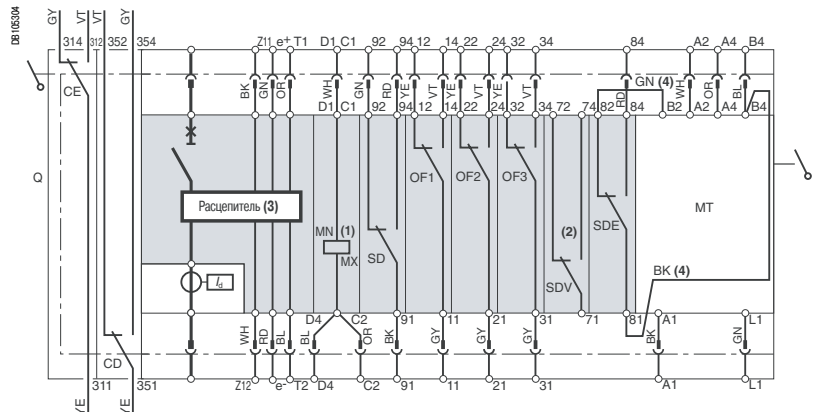 DB105304
GY VT VT GY
314 312 352 354 Z11 e+ T1 D1 C1 92 94 12 14 22 24 32 34 84 A2 A4 B4
CE BK GN OR WH GN RD YE VT YE VT YE VT RD GN (4) WH OR BL
D1 C1 92 94 12 14 22 24 32 34 72 74 82 84 B2 A2 A4 B4
Q OF1 OF2 OF3 MT
Расцепитель (3)
MN (1) (2) SDE
MX SD
BK (4)
Id SDV
D4 C2 91 11 21 31 71 81 A1 L1
WH RD BL BL OR BK GY GY GY BK GN
CD
311 351 Z12 e- T2 D4 C2 91 11 21 31 A1 L1
YE YE